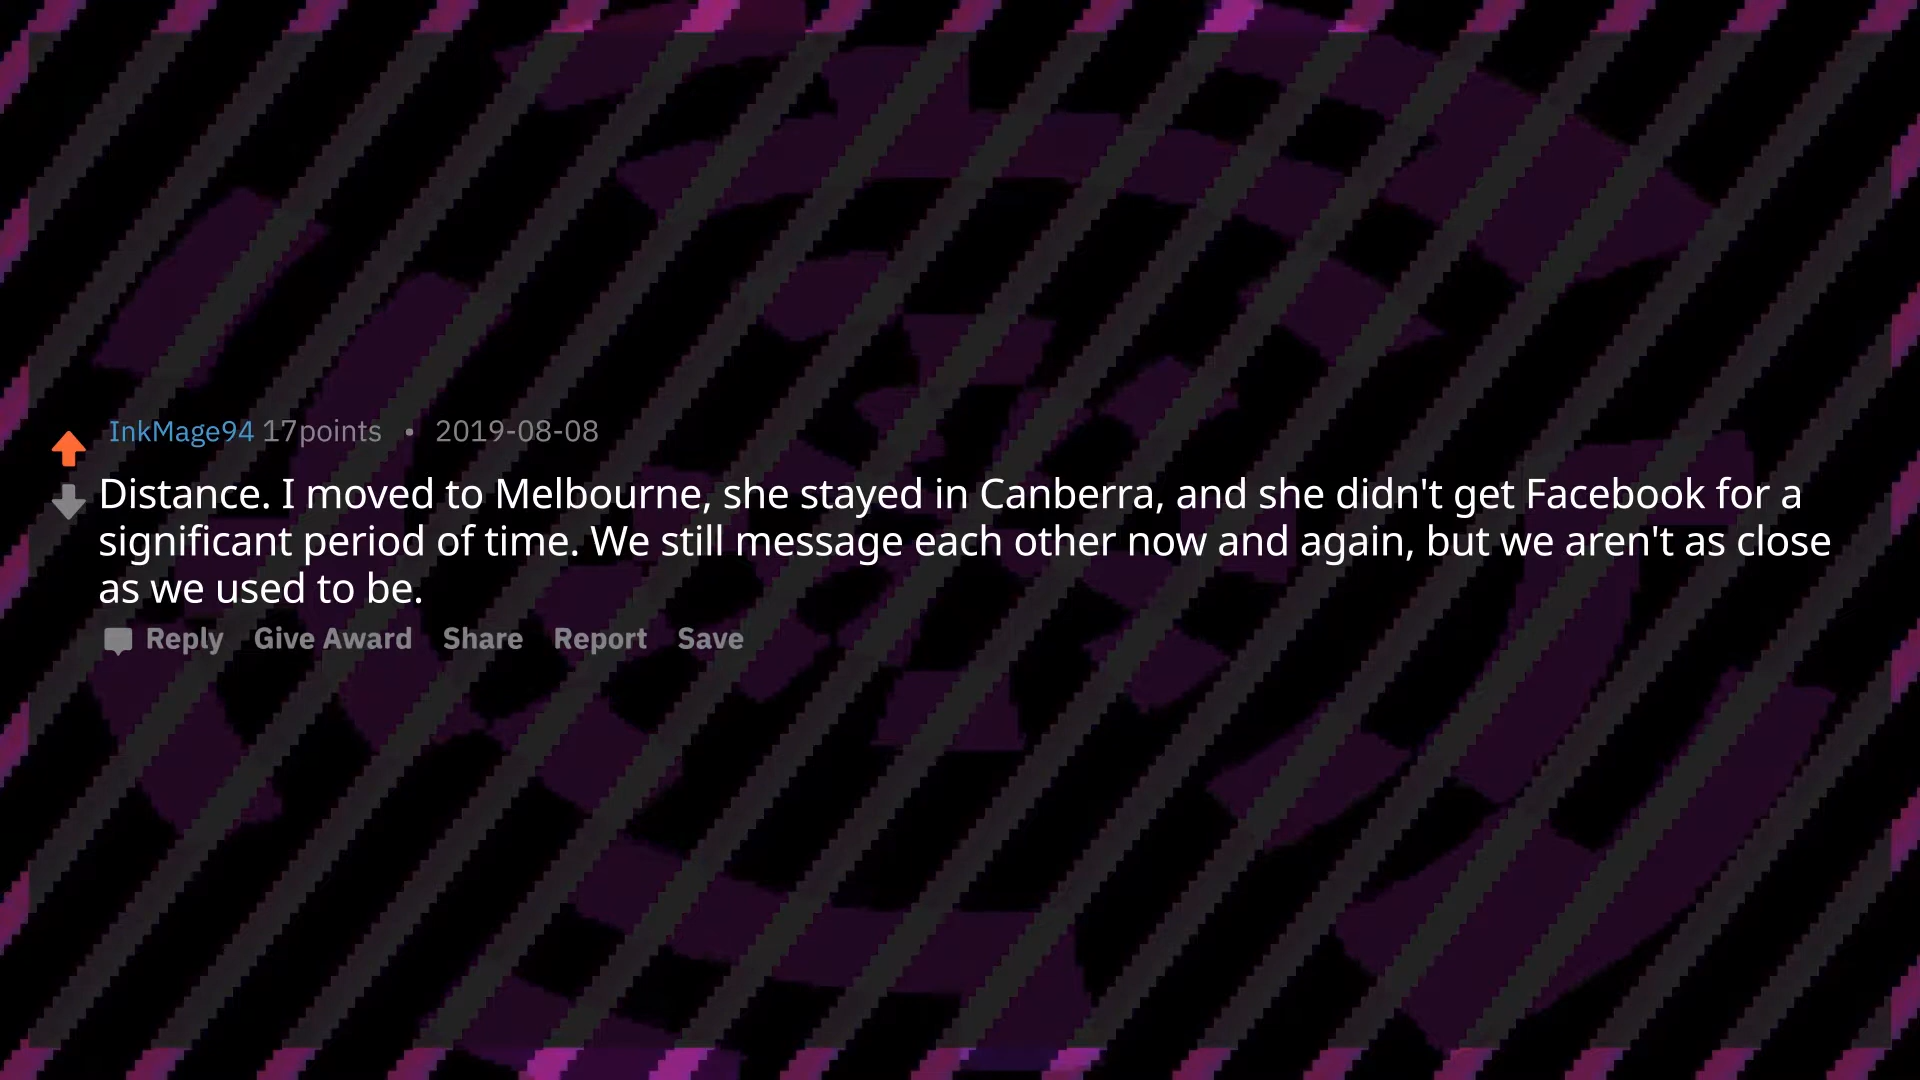 InkMage94 17points • 2019-08-08
Distance. I moved to Melbourne, she stayed in Canberra, and she didn't get Facebook for a
significant period of time. We still message each other now and again, but we aren't as close
as we used to be.
Reply Give Award Share Report Save